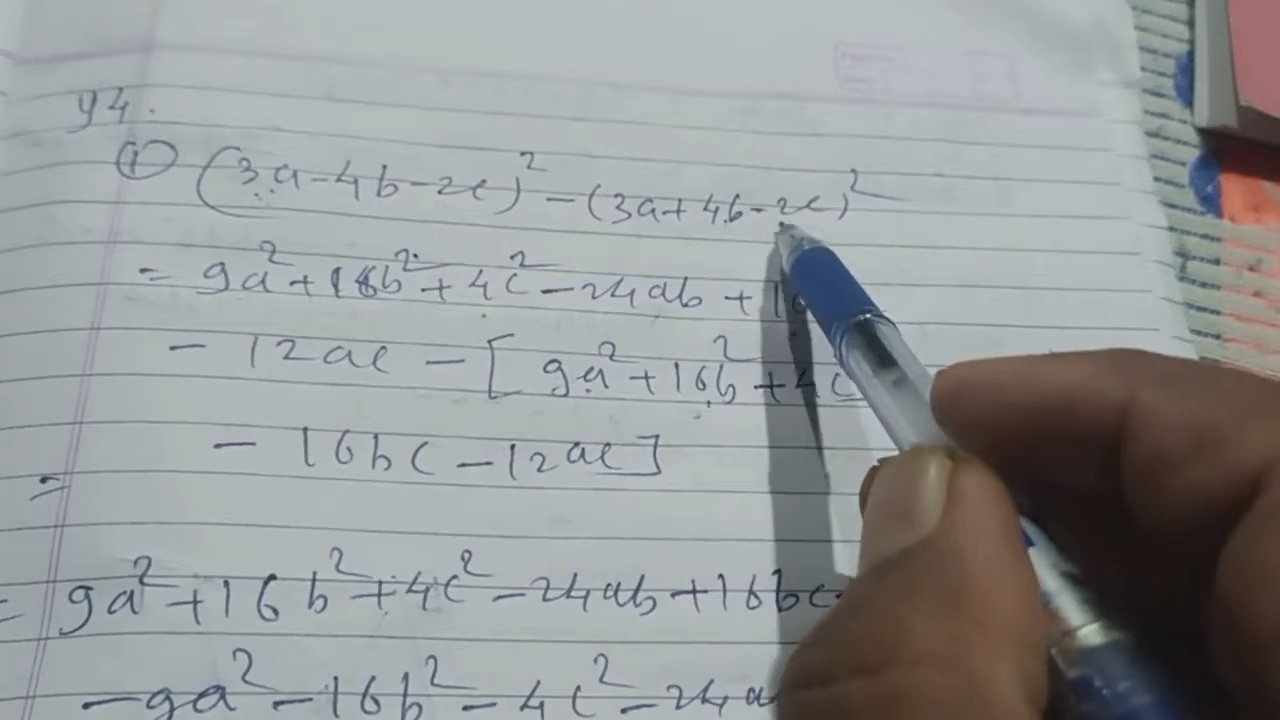 94.
① (3a-4b-2c)² - (3a+4b-2c)²
= 9a²+16b²+4c²-24ab+16
- 12ac - [9a²+16b²+4c
- 16bc - 12ac]
=
= 9a²+16b²+4c²-24ab+16bc
-9a²-16b²-4c²-24a